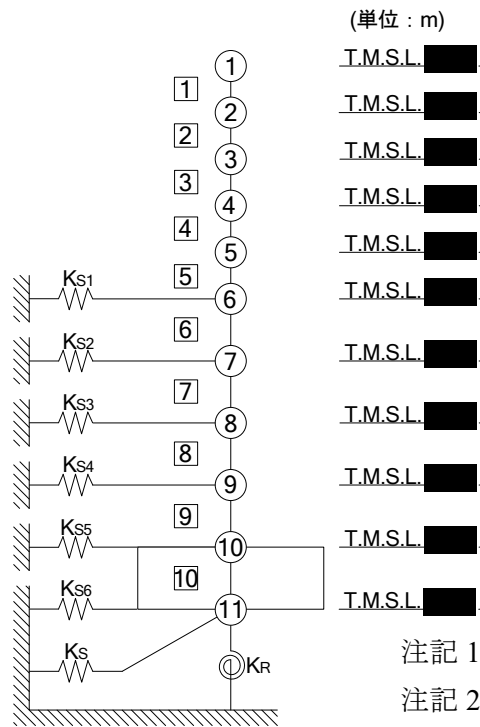 (単位：m)
① T.M.S.L.
1
② T.M.S.L.
2
③ T.M.S.L.
3
④ T.M.S.L.
4
⑤ T.M.S.L.
5
KS1 ⑥ T.M.S.L.
6
KS2 ⑦ T.M.S.L.
7
KS3 ⑧ T.M.S.L.
8
KS4 ⑨ T.M.S.L.
9
KS5 ⑩ T.M.S.L.
10
KS6 ⑪ T.M.S.L.
KS KR
注記 1
注記 2